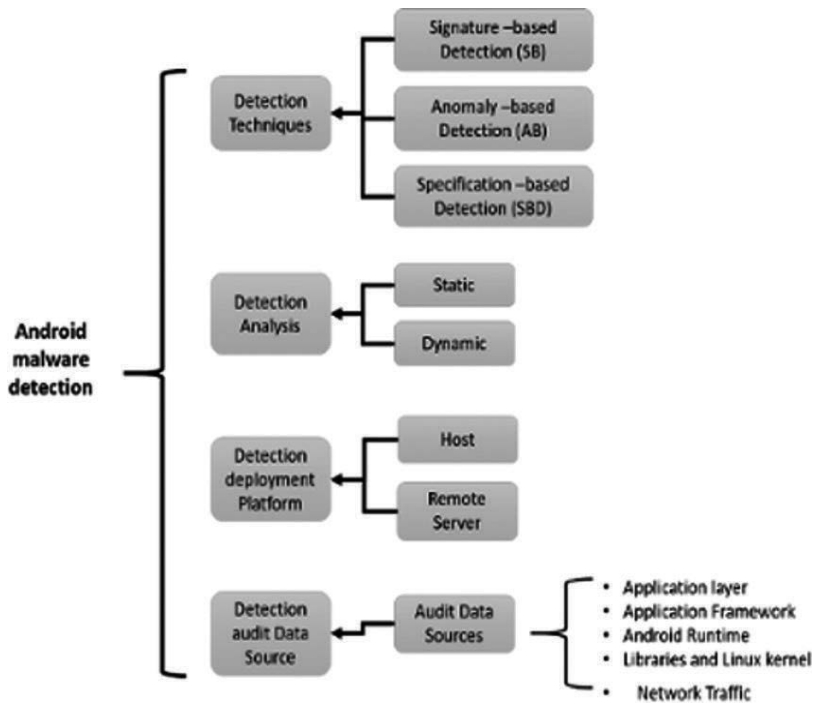 Android
malware
detection
Detection
Techniques
Signature –based
Detection (SB)
Anomaly –based
Detection (AB)
Specification –based
Detection (SBD)
Detection
Analysis
Static
Dynamic
Detection
deployment
Platform
Host
Remote
Server
Detection
audit Data
Source
Audit Data
Sources
• Application layer
• Application Framework
• Android Runtime
• Libraries and Linux kernel
• Network Traffic